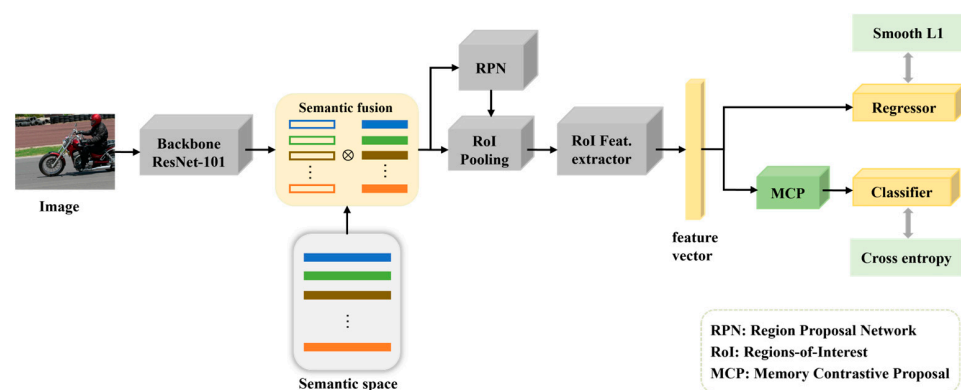 Smooth L1
RPN
Semantic fusion
Regressor
Backbone
ResNet-101
RoI
Pooling
RoI Feat.
extractor
⊗
MCP
Classifier
Image
feature
vector
Cross entropy
Semantic space
RPN: Region Proposal Network
RoI: Regions-of-Interest
MCP: Memory Contrastive Proposal